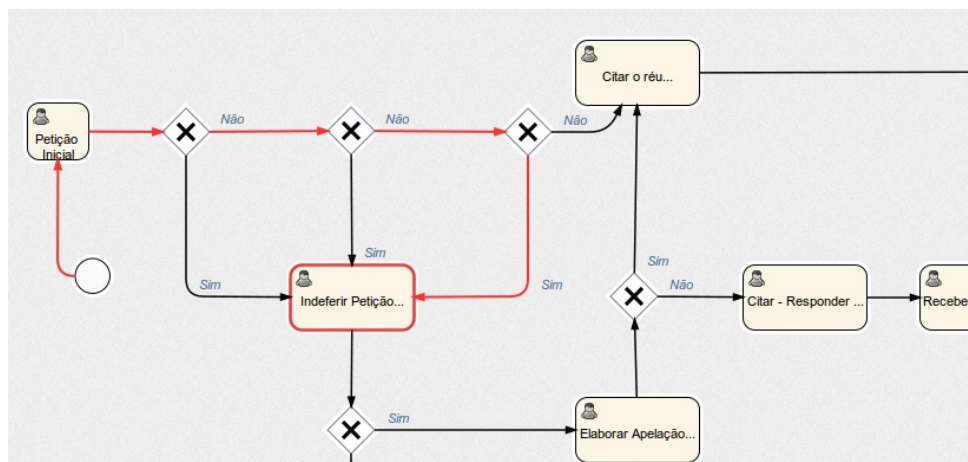 Citar o réu...
Não
Não
Não
Petição
Inicial
Sim
Sim
Sim
Sim
Não
Indeferir Petição...
Citar - Responder ...
Recebe
Sim
Elaborar Apelação...